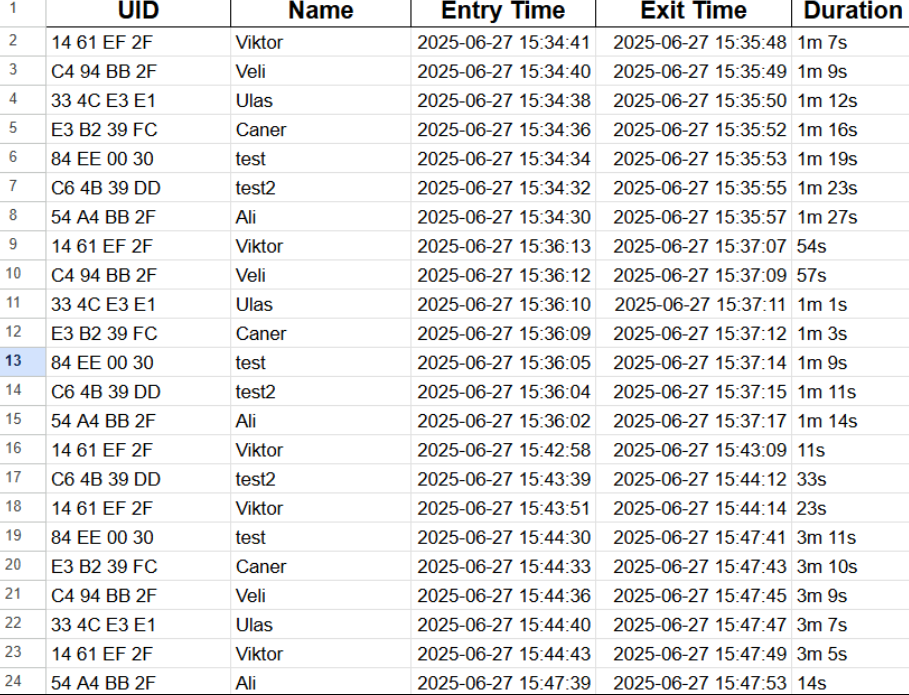 1 UID Name Entry Time Exit Time Duration
2 14 61 EF 2F Viktor 2025-06-27 15:34:41 2025-06-27 15:35:48 1m 7s
3 C4 94 BB 2F Veli 2025-06-27 15:34:40 2025-06-27 15:35:49 1m 9s
4 33 4C E3 E1 Ulas 2025-06-27 15:34:38 2025-06-27 15:35:50 1m 12s
5 E3 B2 39 FC Caner 2025-06-27 15:34:36 2025-06-27 15:35:52 1m 16s
6 84 EE 00 30 test 2025-06-27 15:34:34 2025-06-27 15:35:53 1m 19s
7 C6 4B 39 DD test2 2025-06-27 15:34:32 2025-06-27 15:35:55 1m 23s
8 54 A4 BB 2F Ali 2025-06-27 15:34:30 2025-06-27 15:35:57 1m 27s
9 14 61 EF 2F Viktor 2025-06-27 15:36:13 2025-06-27 15:37:07 54s
10 C4 94 BB 2F Veli 2025-06-27 15:36:12 2025-06-27 15:37:09 57s
11 33 4C E3 E1 Ulas 2025-06-27 15:36:10 2025-06-27 15:37:11 1m 1s
12 E3 B2 39 FC Caner 2025-06-27 15:36:09 2025-06-27 15:37:12 1m 3s
13 84 EE 00 30 test 2025-06-27 15:36:05 2025-06-27 15:37:14 1m 9s
14 C6 4B 39 DD test2 2025-06-27 15:36:04 2025-06-27 15:37:15 1m 11s
15 54 A4 BB 2F Ali 2025-06-27 15:36:02 2025-06-27 15:37:17 1m 14s
16 14 61 EF 2F Viktor 2025-06-27 15:42:58 2025-06-27 15:43:09 11s
17 C6 4B 39 DD test2 2025-06-27 15:43:39 2025-06-27 15:44:12 33s
18 14 61 EF 2F Viktor 2025-06-27 15:43:51 2025-06-27 15:44:14 23s
19 84 EE 00 30 test 2025-06-27 15:44:30 2025-06-27 15:47:41 3m 11s
20 E3 B2 39 FC Caner 2025-06-27 15:44:33 2025-06-27 15:47:43 3m 10s
21 C4 94 BB 2F Veli 2025-06-27 15:44:36 2025-06-27 15:47:45 3m 9s
22 33 4C E3 E1 Ulas 2025-06-27 15:44:40 2025-06-27 15:47:47 3m 7s
23 14 61 EF 2F Viktor 2025-06-27 15:44:43 2025-06-27 15:47:49 3m 5s
24 54 A4 BB 2F Ali 2025-06-27 15:47:39 2025-06-27 15:47:53 14s